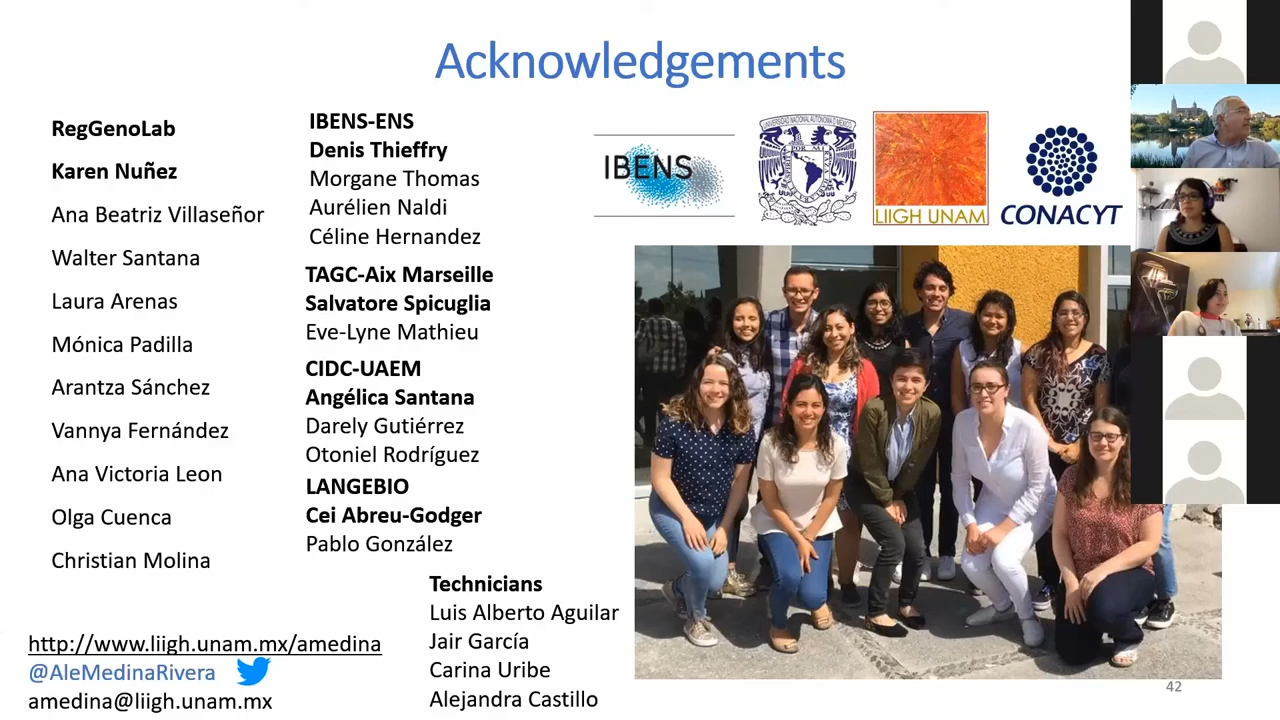 Acknowledgements
RegGenoLab
Karen Nuñez
Ana Beatriz Villaseñor
Walter Santana
Laura Arenas
Mónica Padilla
Arantza Sánchez
Vannya Fernández
Ana Victoria Leon
Olga Cuenca
Christian Molina
IBENS-ENS
Denis Thieffry
Morgane Thomas
Aurélien Naldi
Céline Hernandez
TAGC-Aix Marseille
Salvatore Spicuglia
Eve-Lyne Mathieu
CIDC-UAEM
Angélica Santana
Darely Gutiérrez
Otoniel Rodríguez
LANGEBIO
Cei Abreu-Godger
Pablo González
Technicians
Luis Alberto Aguilar
Jair García
Carina Uribe
Alejandra Castillo
http://www.liigh.unam.mx/amedina
@AleMedinaRivera
amedina@liigh.unam.mx
IBENS
LIIGH UNAM
CONACYT
42